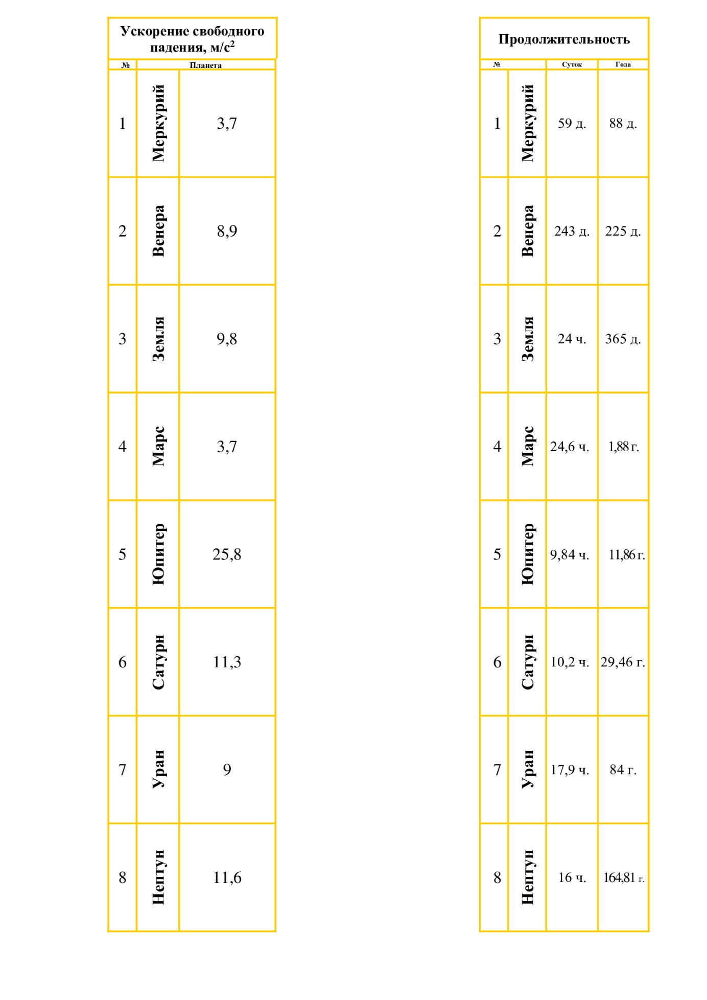 Ускорение свободного
падения, м/с²
№ Планета
1 Меркурий 3,7
2 Венера 8,9
3 Земля 9,8
4 Марс 3,7
5 Юпитер 25,8
6 Сатурн 11,3
7 Уран 9
8 Нептун 11,6
Продолжительность
№ Суток Года
1 Меркурий 59 д. 88 д.
2 Венера 243 д. 225 д.
3 Земля 24 ч. 365 д.
4 Марс 24,6 ч. 1,88 г.
5 Юпитер 9,84 ч. 11,86 г.
6 Сатурн 10,2 ч. 29,46 г.
7 Уран 17,9 ч. 84 г.
8 Нептун 16 ч. 164,81 г.